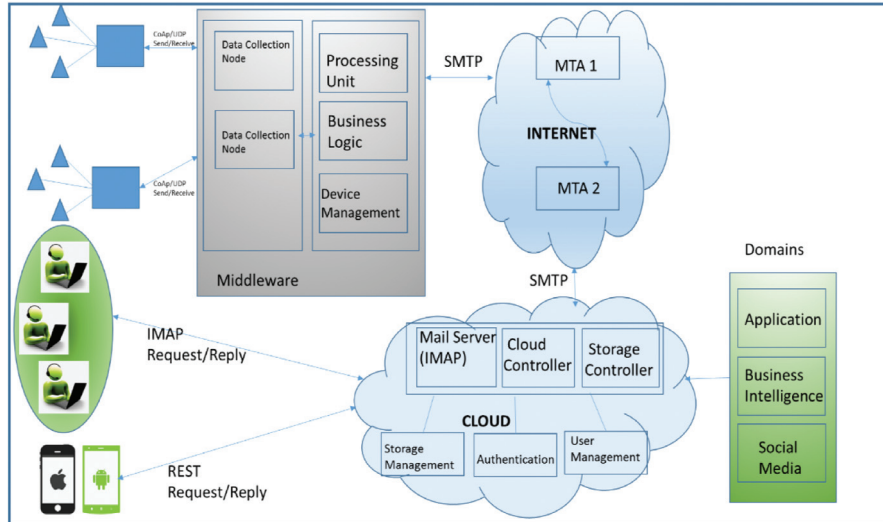 CoAp/UDP
Send/Receive
Data Collection
Node
Processing
Unit
SMTP
MTA 1
Data Collection
Node
Business
Logic
INTERNET
CoAp/UDP
Send/Receive
Device
Management
MTA 2
Middleware
SMTP
Domains
IMAP
Request/Reply
Mail Server
(IMAP)
Cloud
Controller
Storage
Controller
Application
Business
Intelligence
CLOUD
Storage
Management
Authentication
User
Management
Social
Media
REST
Request/Reply